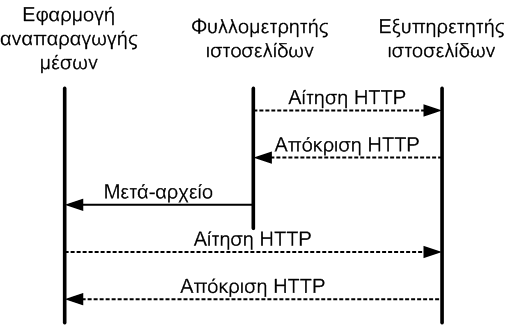 Εφαρμογή
αναπαραγωγής
μέσων
Φυλλομετρητής
ιστοσελίδων
Εξυπηρετητής
ιστοσελίδων
Αίτηση HTTP
Απόκριση HTTP
Μετά-αρχείο
Αίτηση HTTP
Απόκριση HTTP